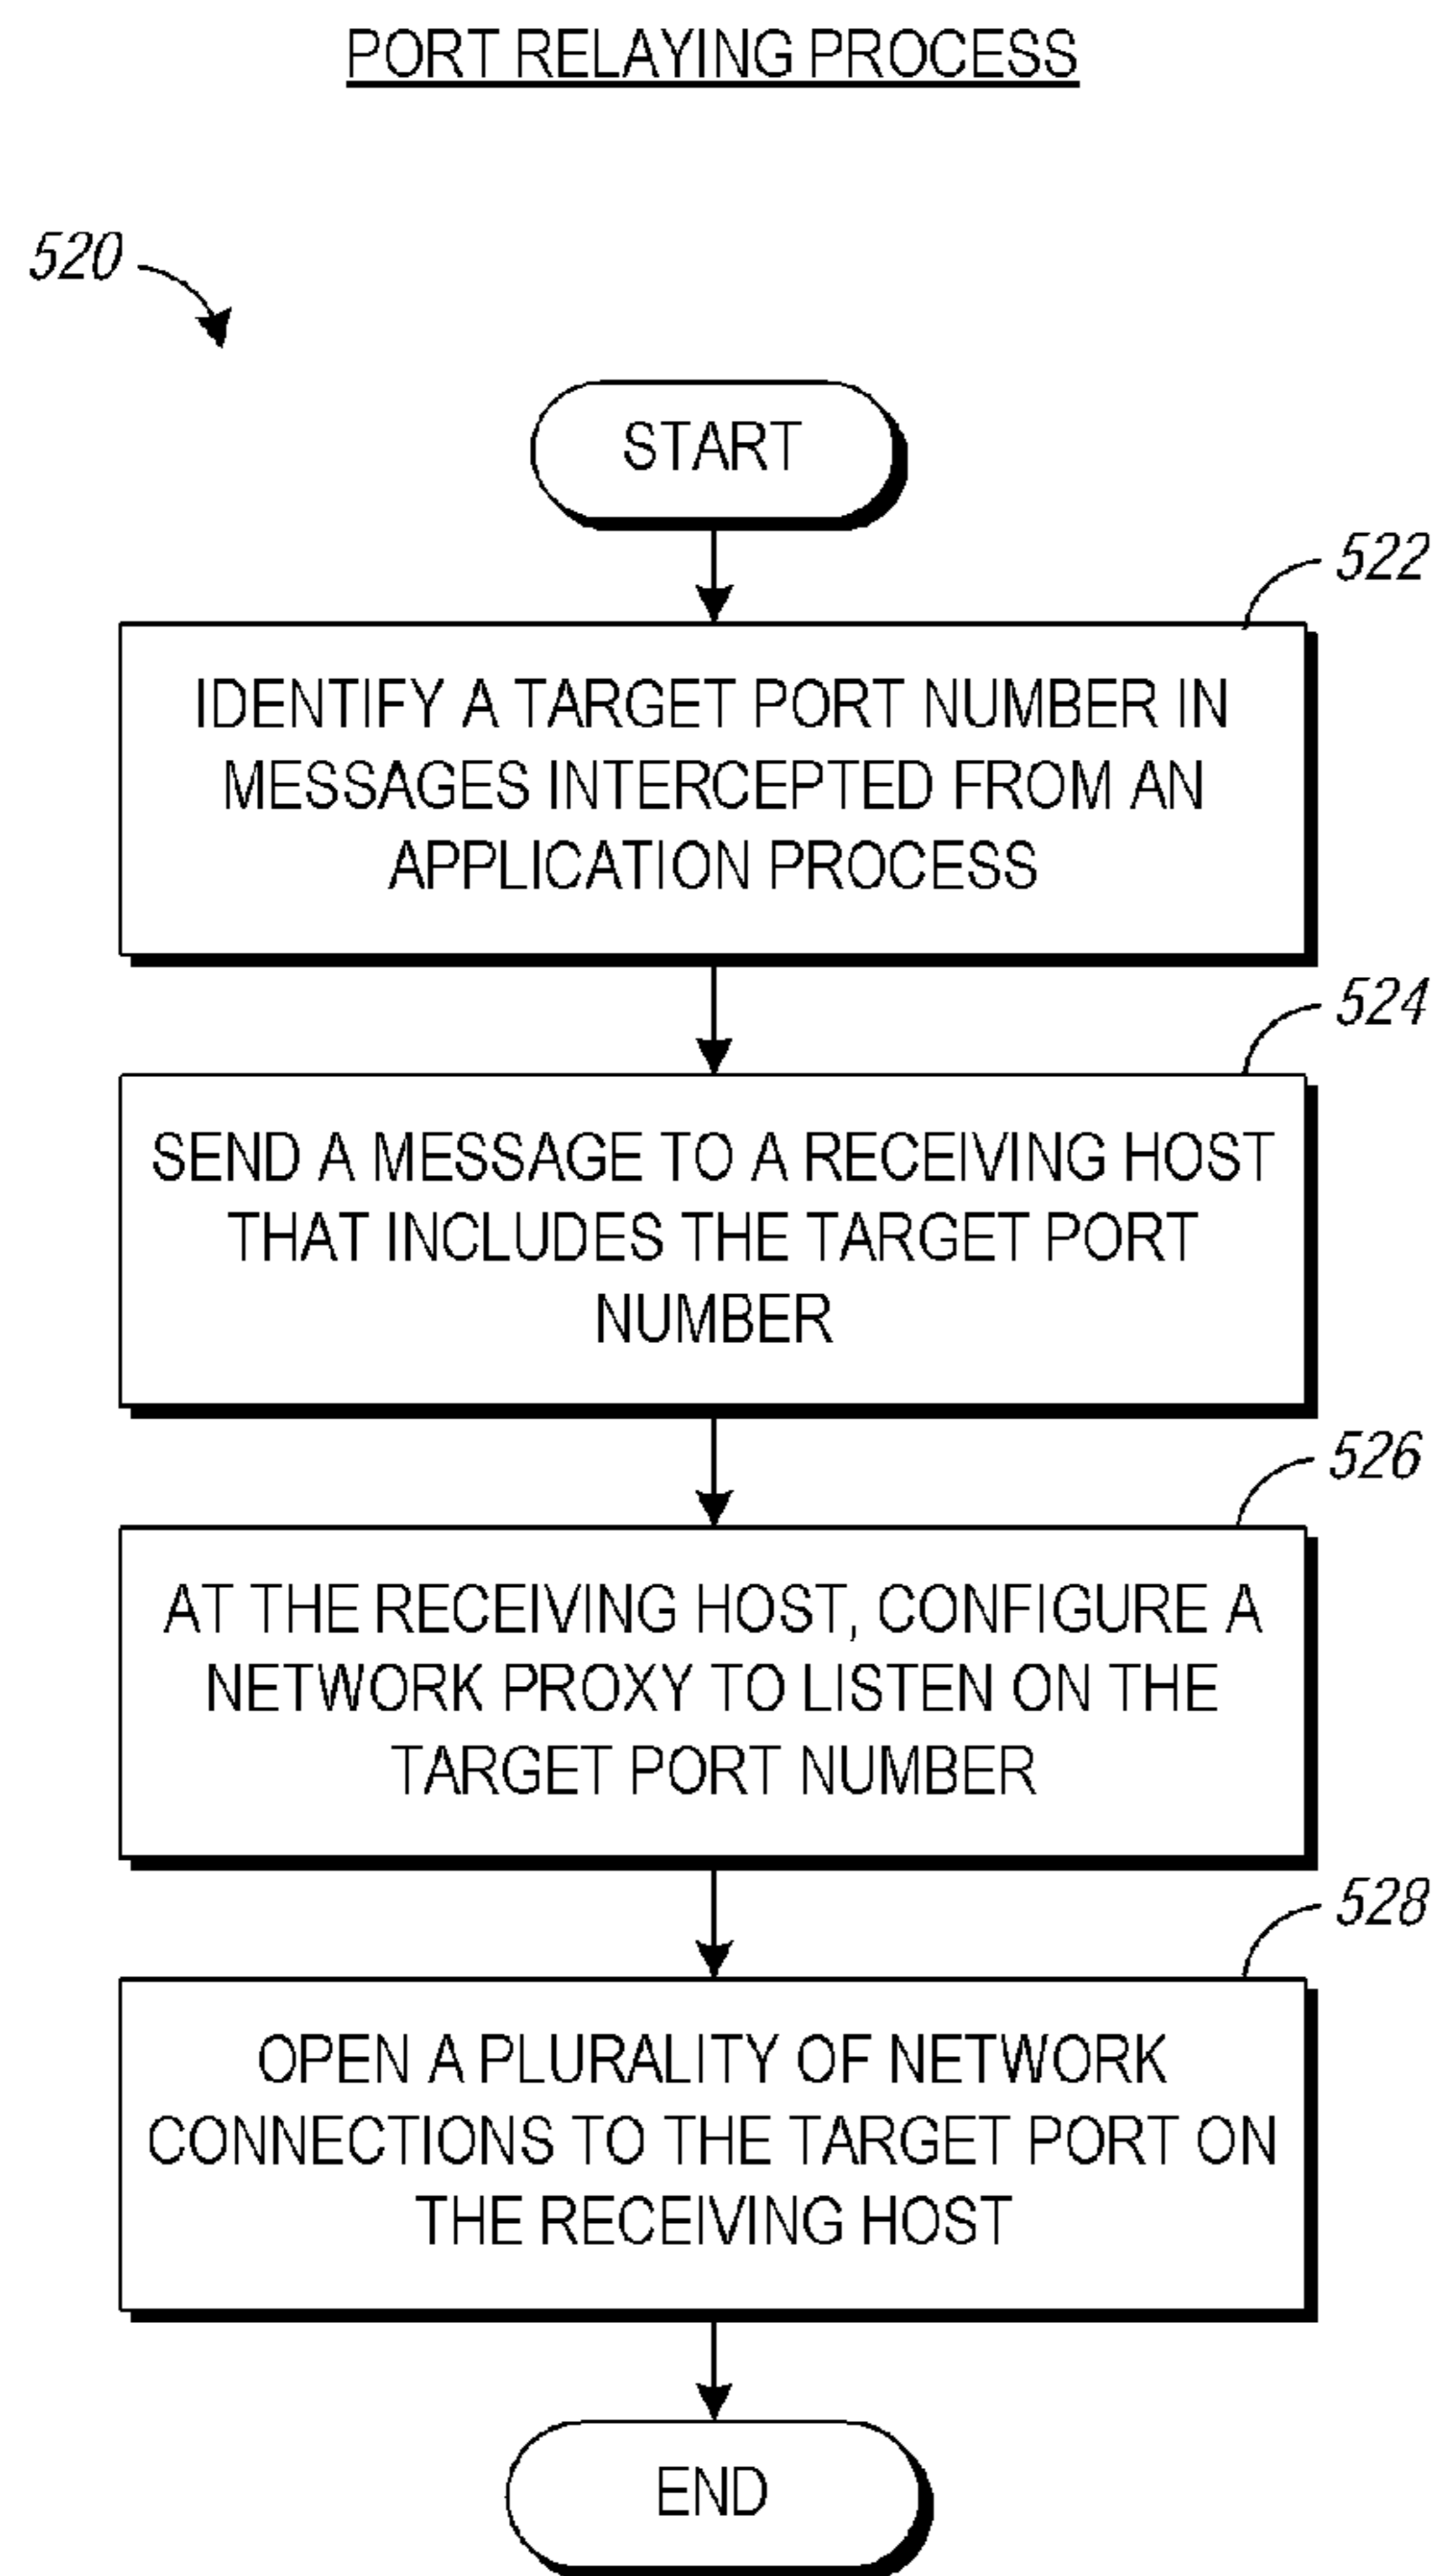 PORT RELAYING PROCESS
520
START
522
IDENTIFY A TARGET PORT NUMBER IN
MESSAGES INTERCEPTED FROM AN
APPLICATION PROCESS
524
SEND A MESSAGE TO A RECEIVING HOST
THAT INCLUDES THE TARGET PORT
NUMBER
526
AT THE RECEIVING HOST, CONFIGURE A
NETWORK PROXY TO LISTEN ON THE
TARGET PORT NUMBER
528
OPEN A PLURALITY OF NETWORK
CONNECTIONS TO THE TARGET PORT ON
THE RECEIVING HOST
END